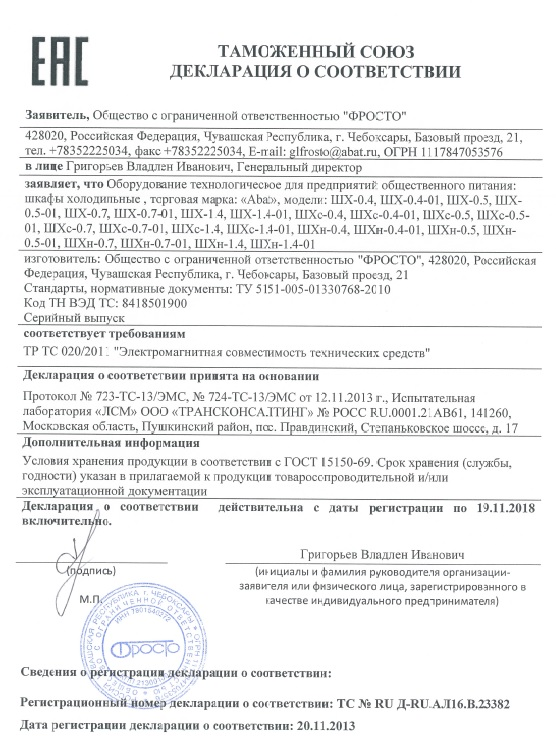 ЕАС
ТАМОЖЕННЫЙ СОЮЗ
ДЕКЛАРАЦИЯ О СООТВЕТСТВИИ
Заявитель, Общество с ограниченной ответственностью "ФРОСТО"
428020, Российская Федерация, Чувашская Республика, г. Чебоксары, Базовый проезд, 21,
тел. +78352225034, факс +78352225034, E-mail: glfrosto@abat.ru, ОГРН 1117847053576
в лице Григорьев Владлен Иванович, Генеральный директор
заявляет, что Оборудование технологическое для предприятий общественного питания:
шкафы холодильные , торговая марка: «Abat», модели: ШХ-0.4, ШХ-0.4-01, ШХ-0.5, ШХ-
0.5-01, ШХ-0.7, ШХ-0.7-01, ШХ-1.4, ШХ-1.4-01, ШХс-0.4, ШХс-0.4-01, ШХс-0.5, ШХс-0.5-
01, ШХс-0.7, ШХс-0.7-01, ШХс-1.4, ШХс-1.4-01, ШХн-0.4, ШХн-0.4-01, ШХн-0.5, ШХн-
0.5-01, ШХн-0.7, ШХн-0.7-01, ШХн-1.4, ШХн-1.4-01
изготовитель: Общество с ограниченной ответственностью "ФРОСТО", 428020, Российская
Федерация, Чувашская Республика, г. Чебоксары, Базовый проезд, 21
Стандарты, нормативные документы: ТУ 5151-005-01330768-2010
Код ТН ВЭД ТС: 8418501900
Серийный выпуск
соответствует требованиям
ТР ТС 020/2011 "Электромагнитная совместимость технических средств"
Декларация о соответствии принята на основании
Протокол № 723-ТС-13/ЭМС, № 724-ТС-13/ЭМС от 12.11.2013 г., Испытательная
лаборатория «ЛСМ» ООО «ТРАНСКОНСАЛТИНГ» № РОСС RU.0001.21АВ61, 141260,
Московская область, Пушкинский район, пос. Правдинский, Степаньковское шоссе, д. 17
Дополнительная информация
Условия хранения продукции в соответствии с ГОСТ 15150-69. Срок хранения (службы,
годности) указан в прилагаемой к продукции товаросопроводительной и/или
эксплуатационной документации
Декларация о соответствии действительна с даты регистрации по 19.11.2018
включительно.
Григорьев Владлен Иванович
(подпись)
(инициалы и фамилия руководителя организации-
заявителя или физического лица, зарегистрированного в
качестве индивидуального предпринимателя)
М.П.
Фросто
Сведения о регистрации декларации о соответствии:
Регистрационный номер декларации о соответствии: ТС № RU Д-RU.АЛ16.В.23382
Дата регистрации декларации о соответствии: 20.11.2013